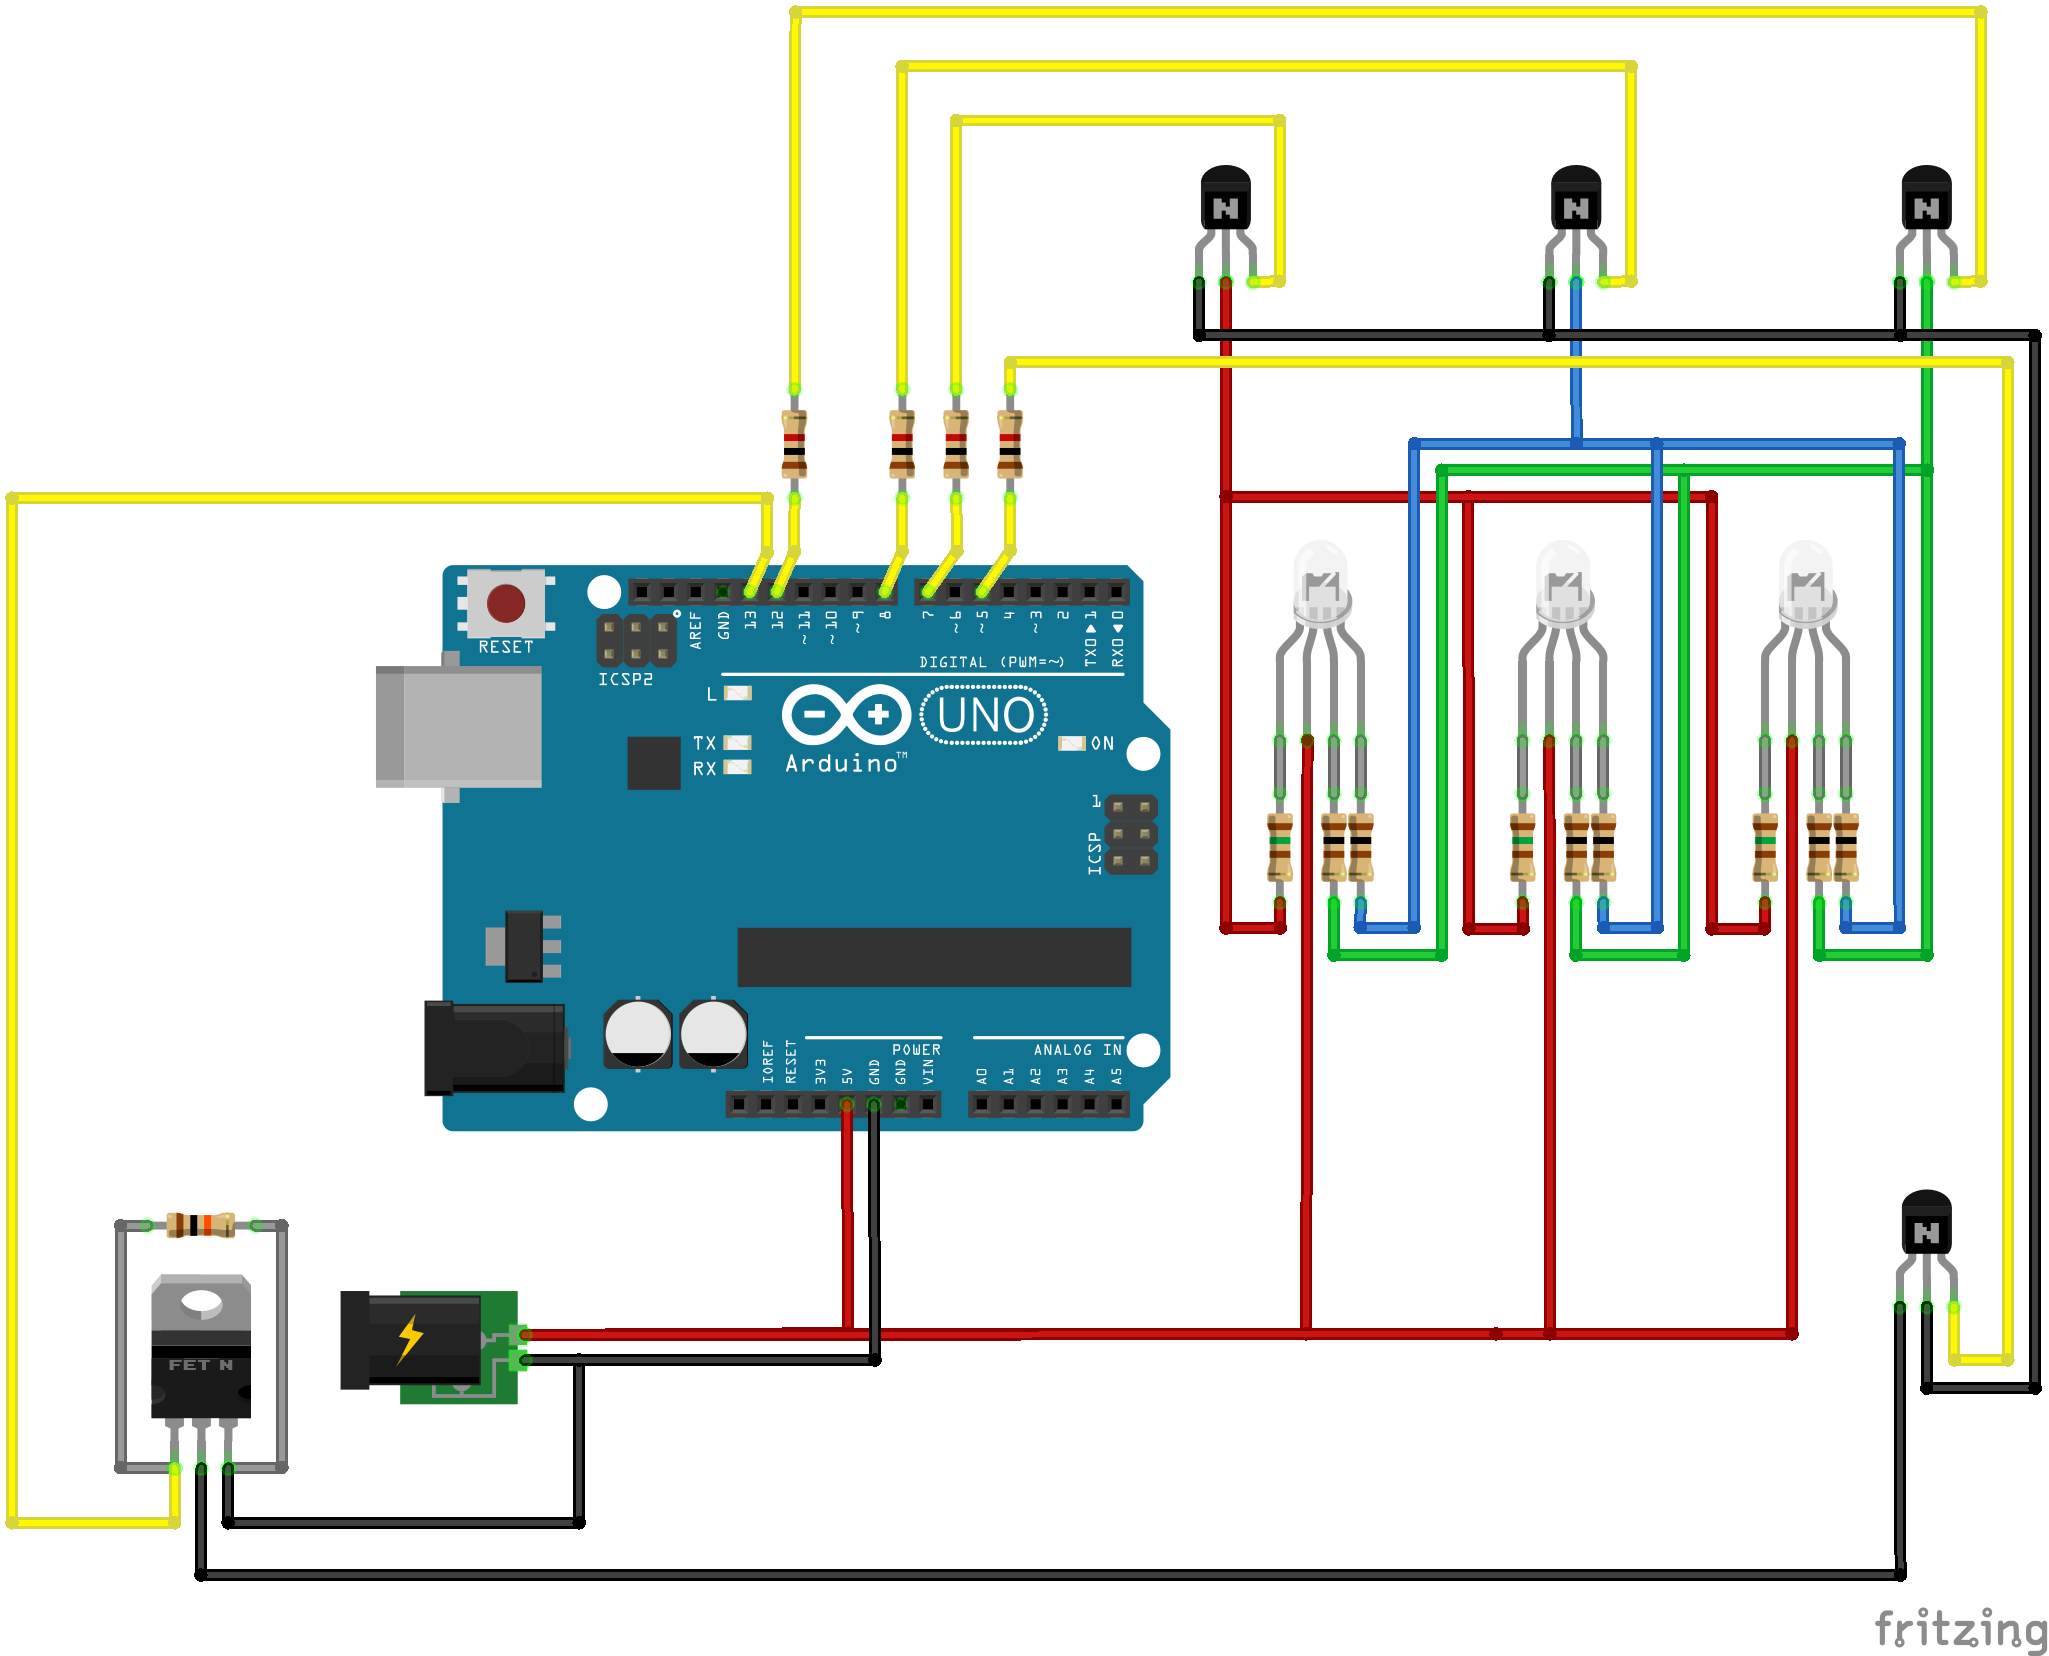 N
N
N
RESET
ICSP2
AREF
GND
13
12
~11
~10
~9
8
7
~6
~5
4
~3
2
TX0▶1
RX0◀0
DIGITAL (PWM=~)
L
TX
RX
UNO
Arduino™
ON
1
ICSP
POWER
ANALOG IN
IOREF
RESET
3V3
5V
GND
GND
VIN
A0
A1
A2
A3
A4
A5
N
FET N
fritzing